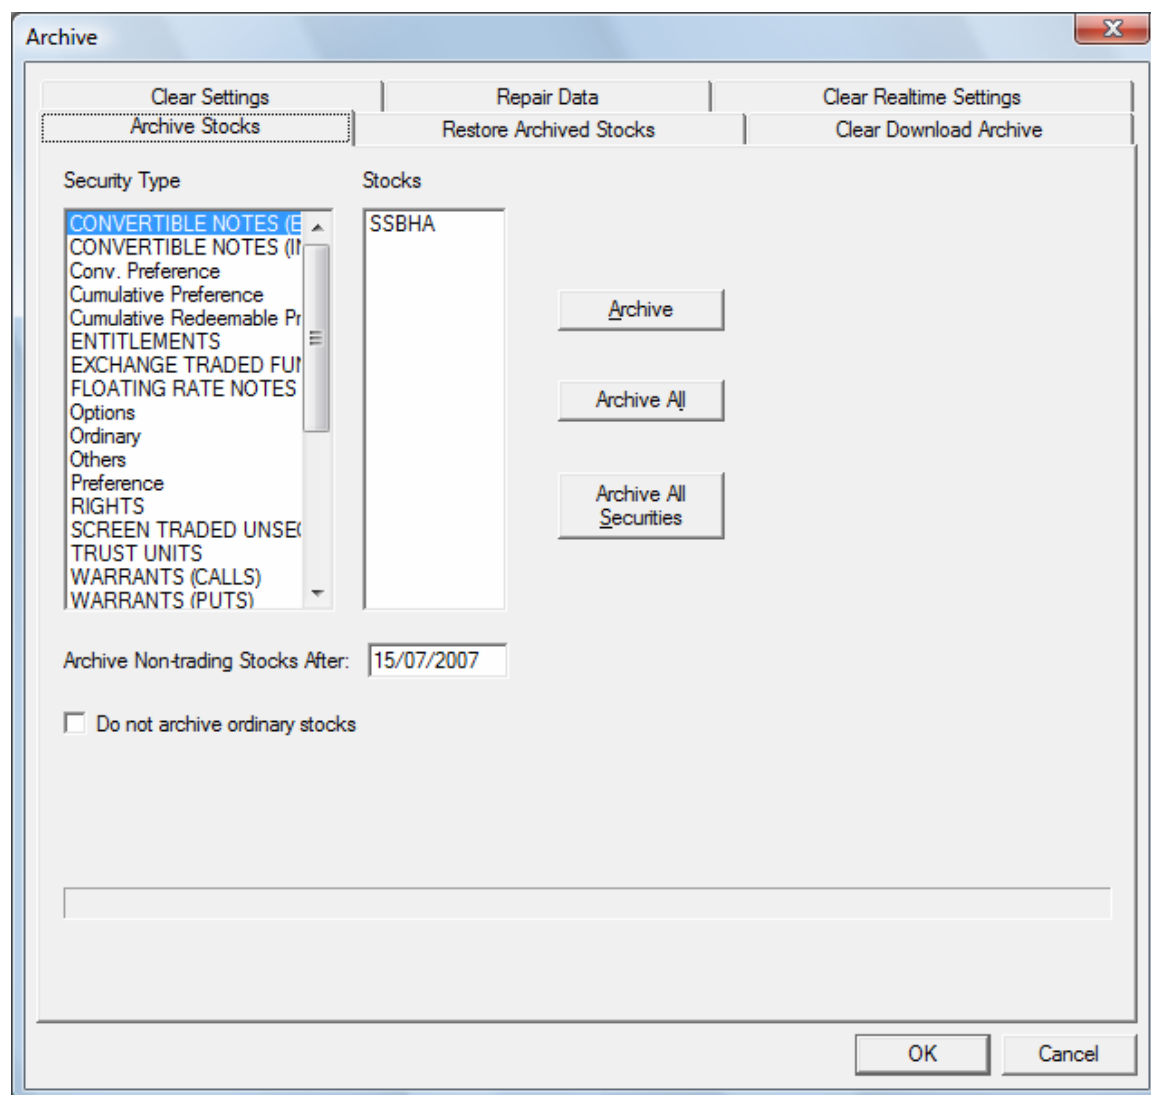 Archive
Clear Settings
Repair Data
Clear Realtime Settings
Archive Stocks
Restore Archived Stocks
Clear Download Archive
Security Type
Stocks
CONVERTIBLE NOTES (E
CONVERTIBLE NOTES (I
Conv. Preference
Cumulative Preference
Cumulative Redeemable Pr
ENTITLEMENTS
EXCHANGE TRADED FUN
FLOATING RATE NOTES
Options
Ordinary
Others
Preference
RIGHTS
SCREEN TRADED UNSE
TRUST UNITS
WARRANTS (CALLS)
WARRANTS (PUTS)
SSBHA
Archive
Archive All
Archive All
Securities
Archive Non-trading Stocks After:
15/07/2007
Do not archive ordinary stocks
OK
Cancel